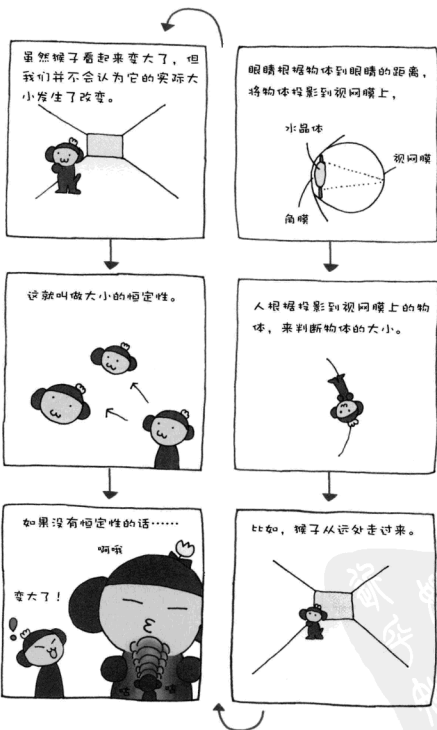 眼睛根据物体到眼睛的距离，
将物体投影到视网膜上，
水晶体
视网膜
角膜
人根据投影到视网膜上的物
体，来判断物体的大小。
比如，猴子从远处走过来。
虽然猴子看起来变大了，但
我们并不会认为它的实际大
小发生了改变。
这就叫做大小的恒定性。
如果没有恒定性的话……
啊哦
变大了！
咕
咕